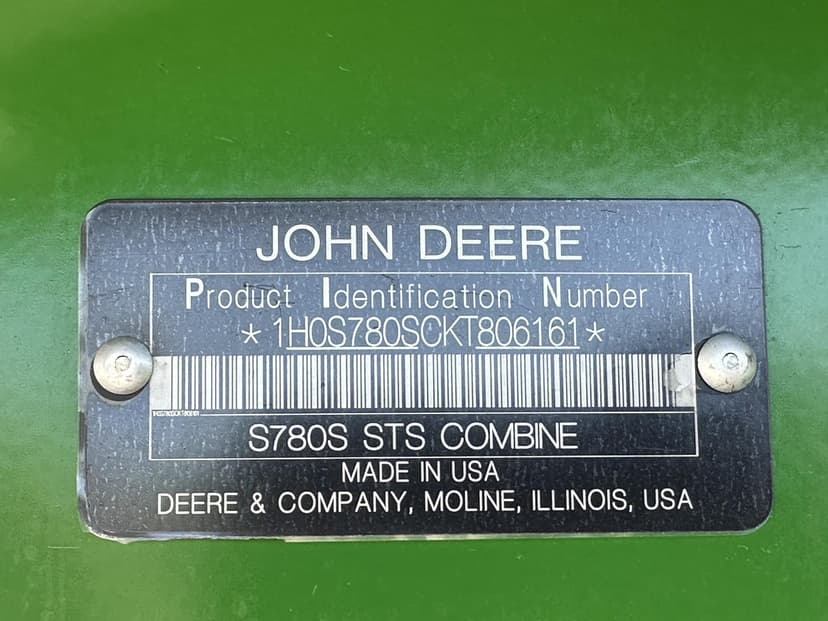 JOHN DEERE
Product Identification Number
*1H0S780SCKT806161*
S780S STS COMBINE
MADE IN USA
DEERE & COMPANY, MOLINE, ILLINOIS, USA